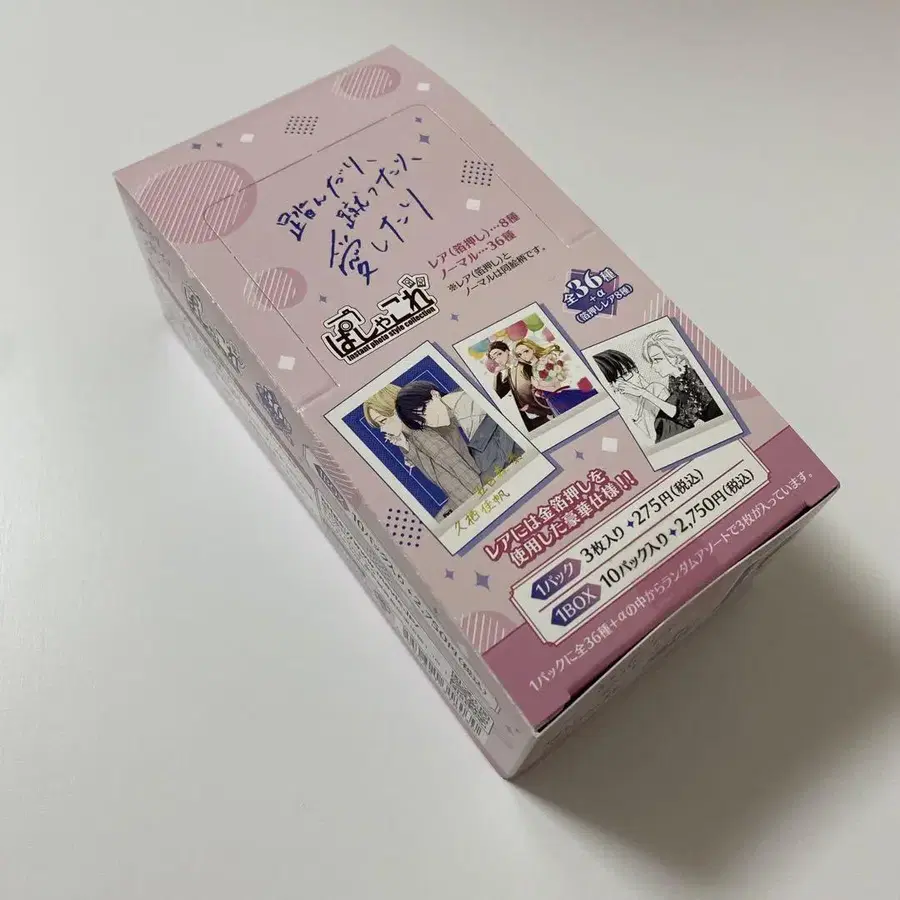 踏んだり、
蹴ったり、
愛したり
レア(箔押し)…8種
ノーマル…36種
※レア(箔押し)と
ノーマルは同絵柄です。
ぱしゃこれ
instant photo style collection
全36種
+α
(箔押しレア8種)
久栖佳帆
レアには金箔押しを
使用した豪華仕様!!
1パック 3枚入り 275円(税込)
1BOX 10パック入り 2,750円(税込)
1パックに全36種+αの中からランダムアソートで3枚が入っています。
ぱしゃこれ